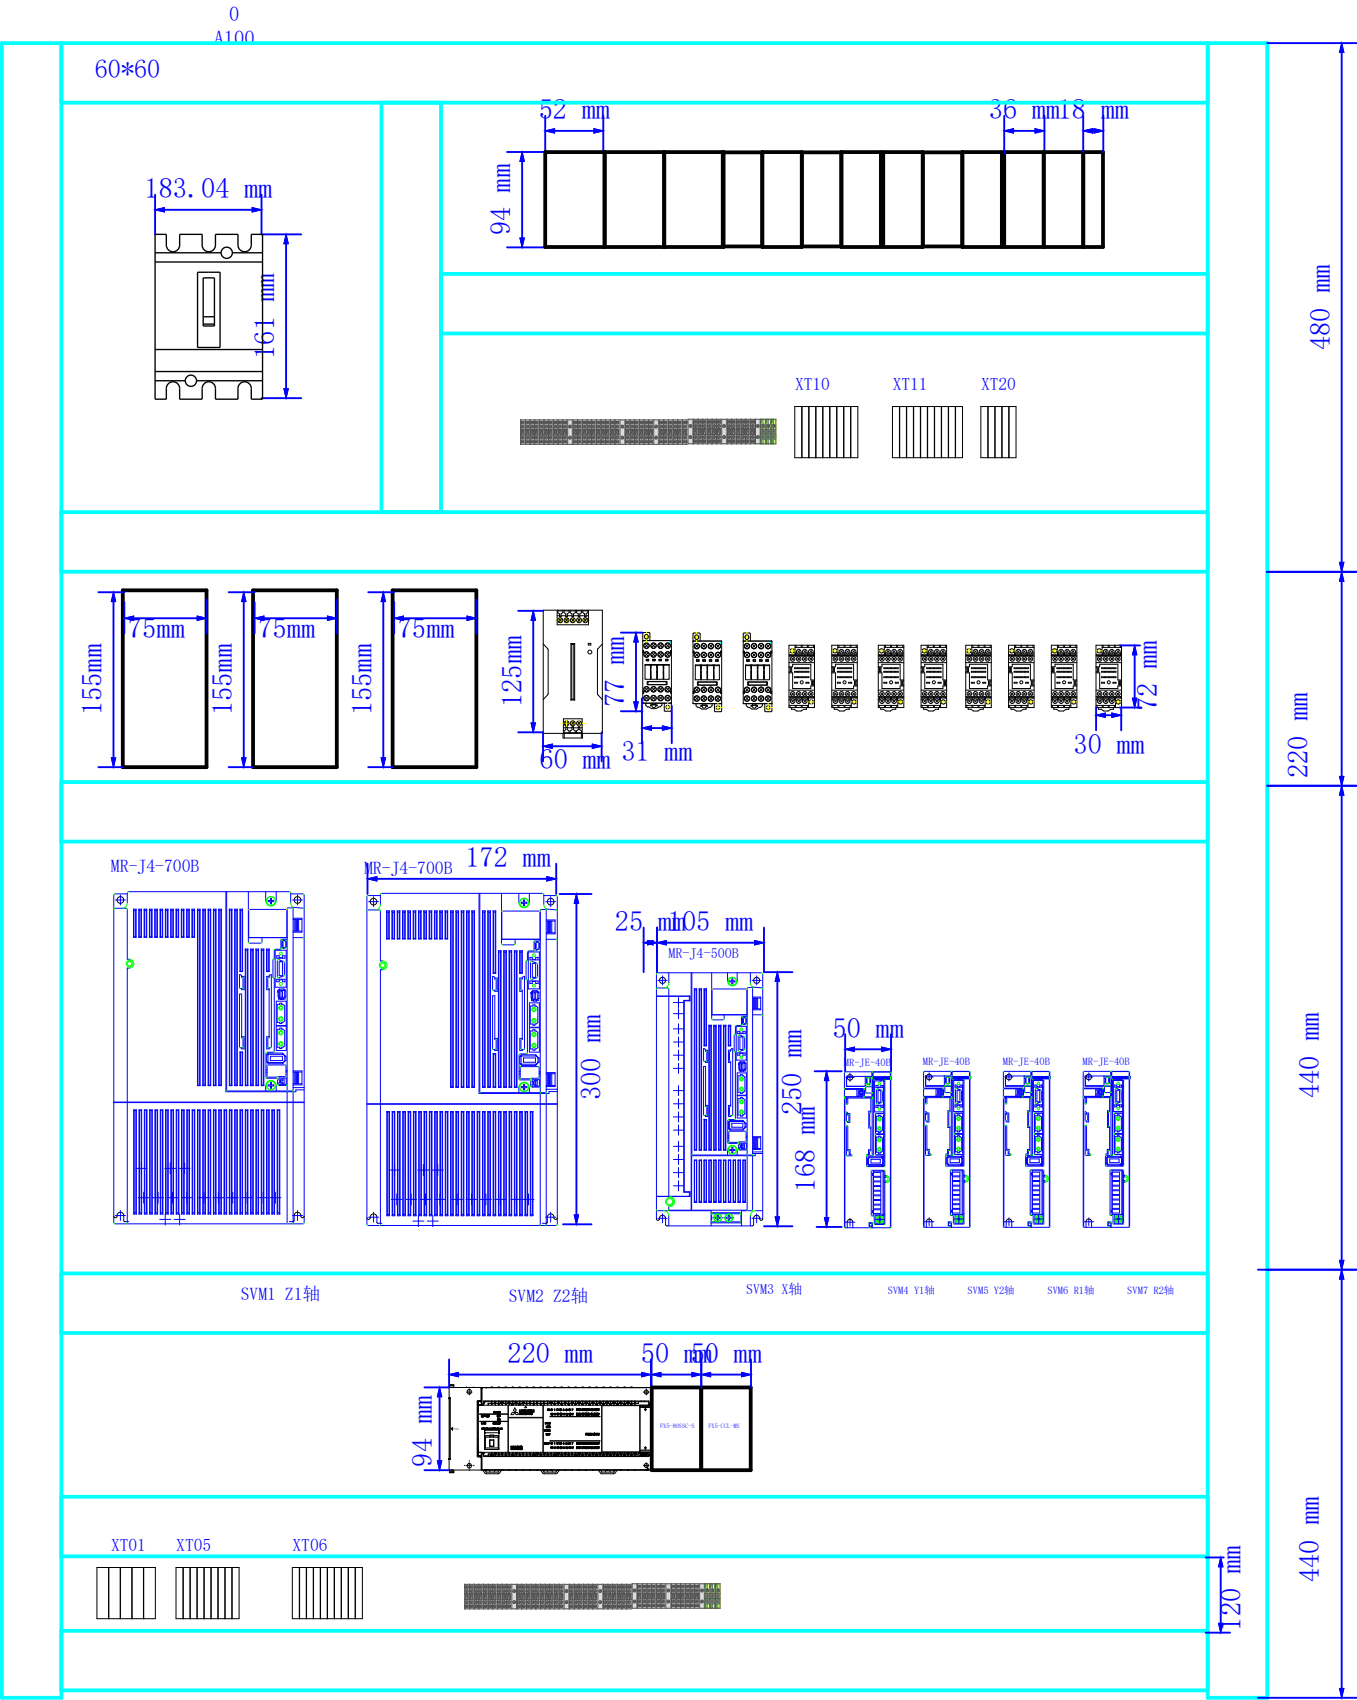 0
A100
60*60
52 mm
36 mm
18 mm
94 mm
183.04 mm
161 mm
480 mm
XT10
XT11
XT20
75mm
75mm
75mm
155mm
155mm
155mm
125mm
60 mm
77 mm
31 mm
72 mm
30 mm
220 mm
MR-J4-700B
MR-J4-700B
172 mm
300 mm
25 mm
105 mm
MR-J4-500B
250 mm
50 mm
168 mm
MR-JE-40B
MR-JE-40B
MR-JE-40B
MR-JE-40B
440 mm
SVM1 Z1轴
SVM2 Z2轴
SVM3 X轴
SVM4 Y1轴
SVM5 Y2轴
SVM6 R1轴
SVM7 R2轴
220 mm
50 mm
50 mm
94 mm
FX5-80SSC-S
FX5-CCL-MS
440 mm
XT01
XT05
XT06
120 mm